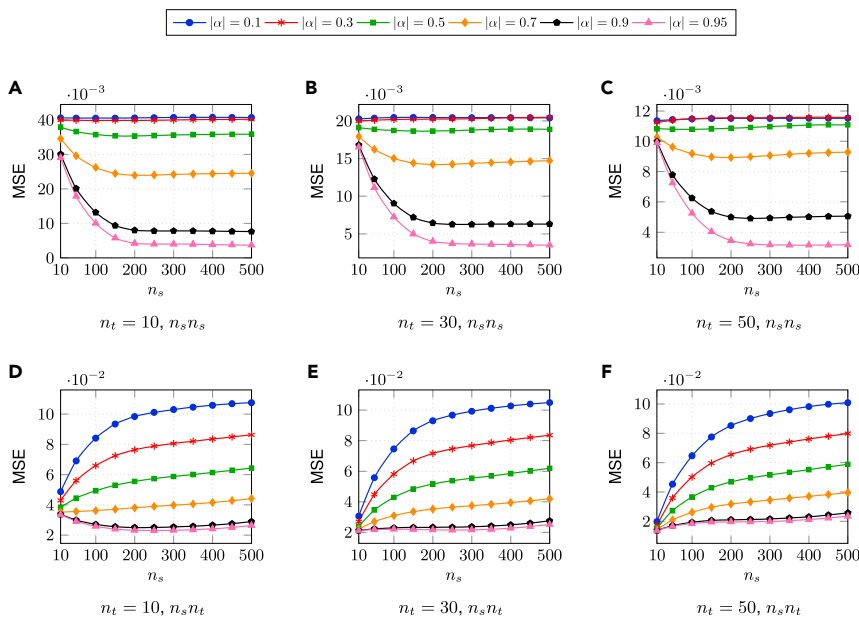 |α| = 0.1 |α| = 0.3 |α| = 0.5 |α| = 0.7 |α| = 0.9 |α| = 0.95
A B C
·10⁻³ ·10⁻³ ·10⁻³
MSE
40
30
20
10
0
10 100 200 300 400 500
n_s
n_t = 10, n_s n_s
MSE
20
15
10
5
10 100 200 300 400 500
n_s
n_t = 30, n_s n_s
MSE
12
10
8
6
4
10 100 200 300 400 500
n_s
n_t = 50, n_s n_s
D E F
·10⁻² ·10⁻² ·10⁻²
MSE
10
8
6
4
2
10 100 200 300 400 500
n_s
n_t = 10, n_s n_t
MSE
10
8
6
4
2
10 100 200 300 400 500
n_s
n_t = 30, n_s n_t
MSE
10
8
6
4
2
10 100 200 300 400 500
n_s
n_t = 50, n_s n_t